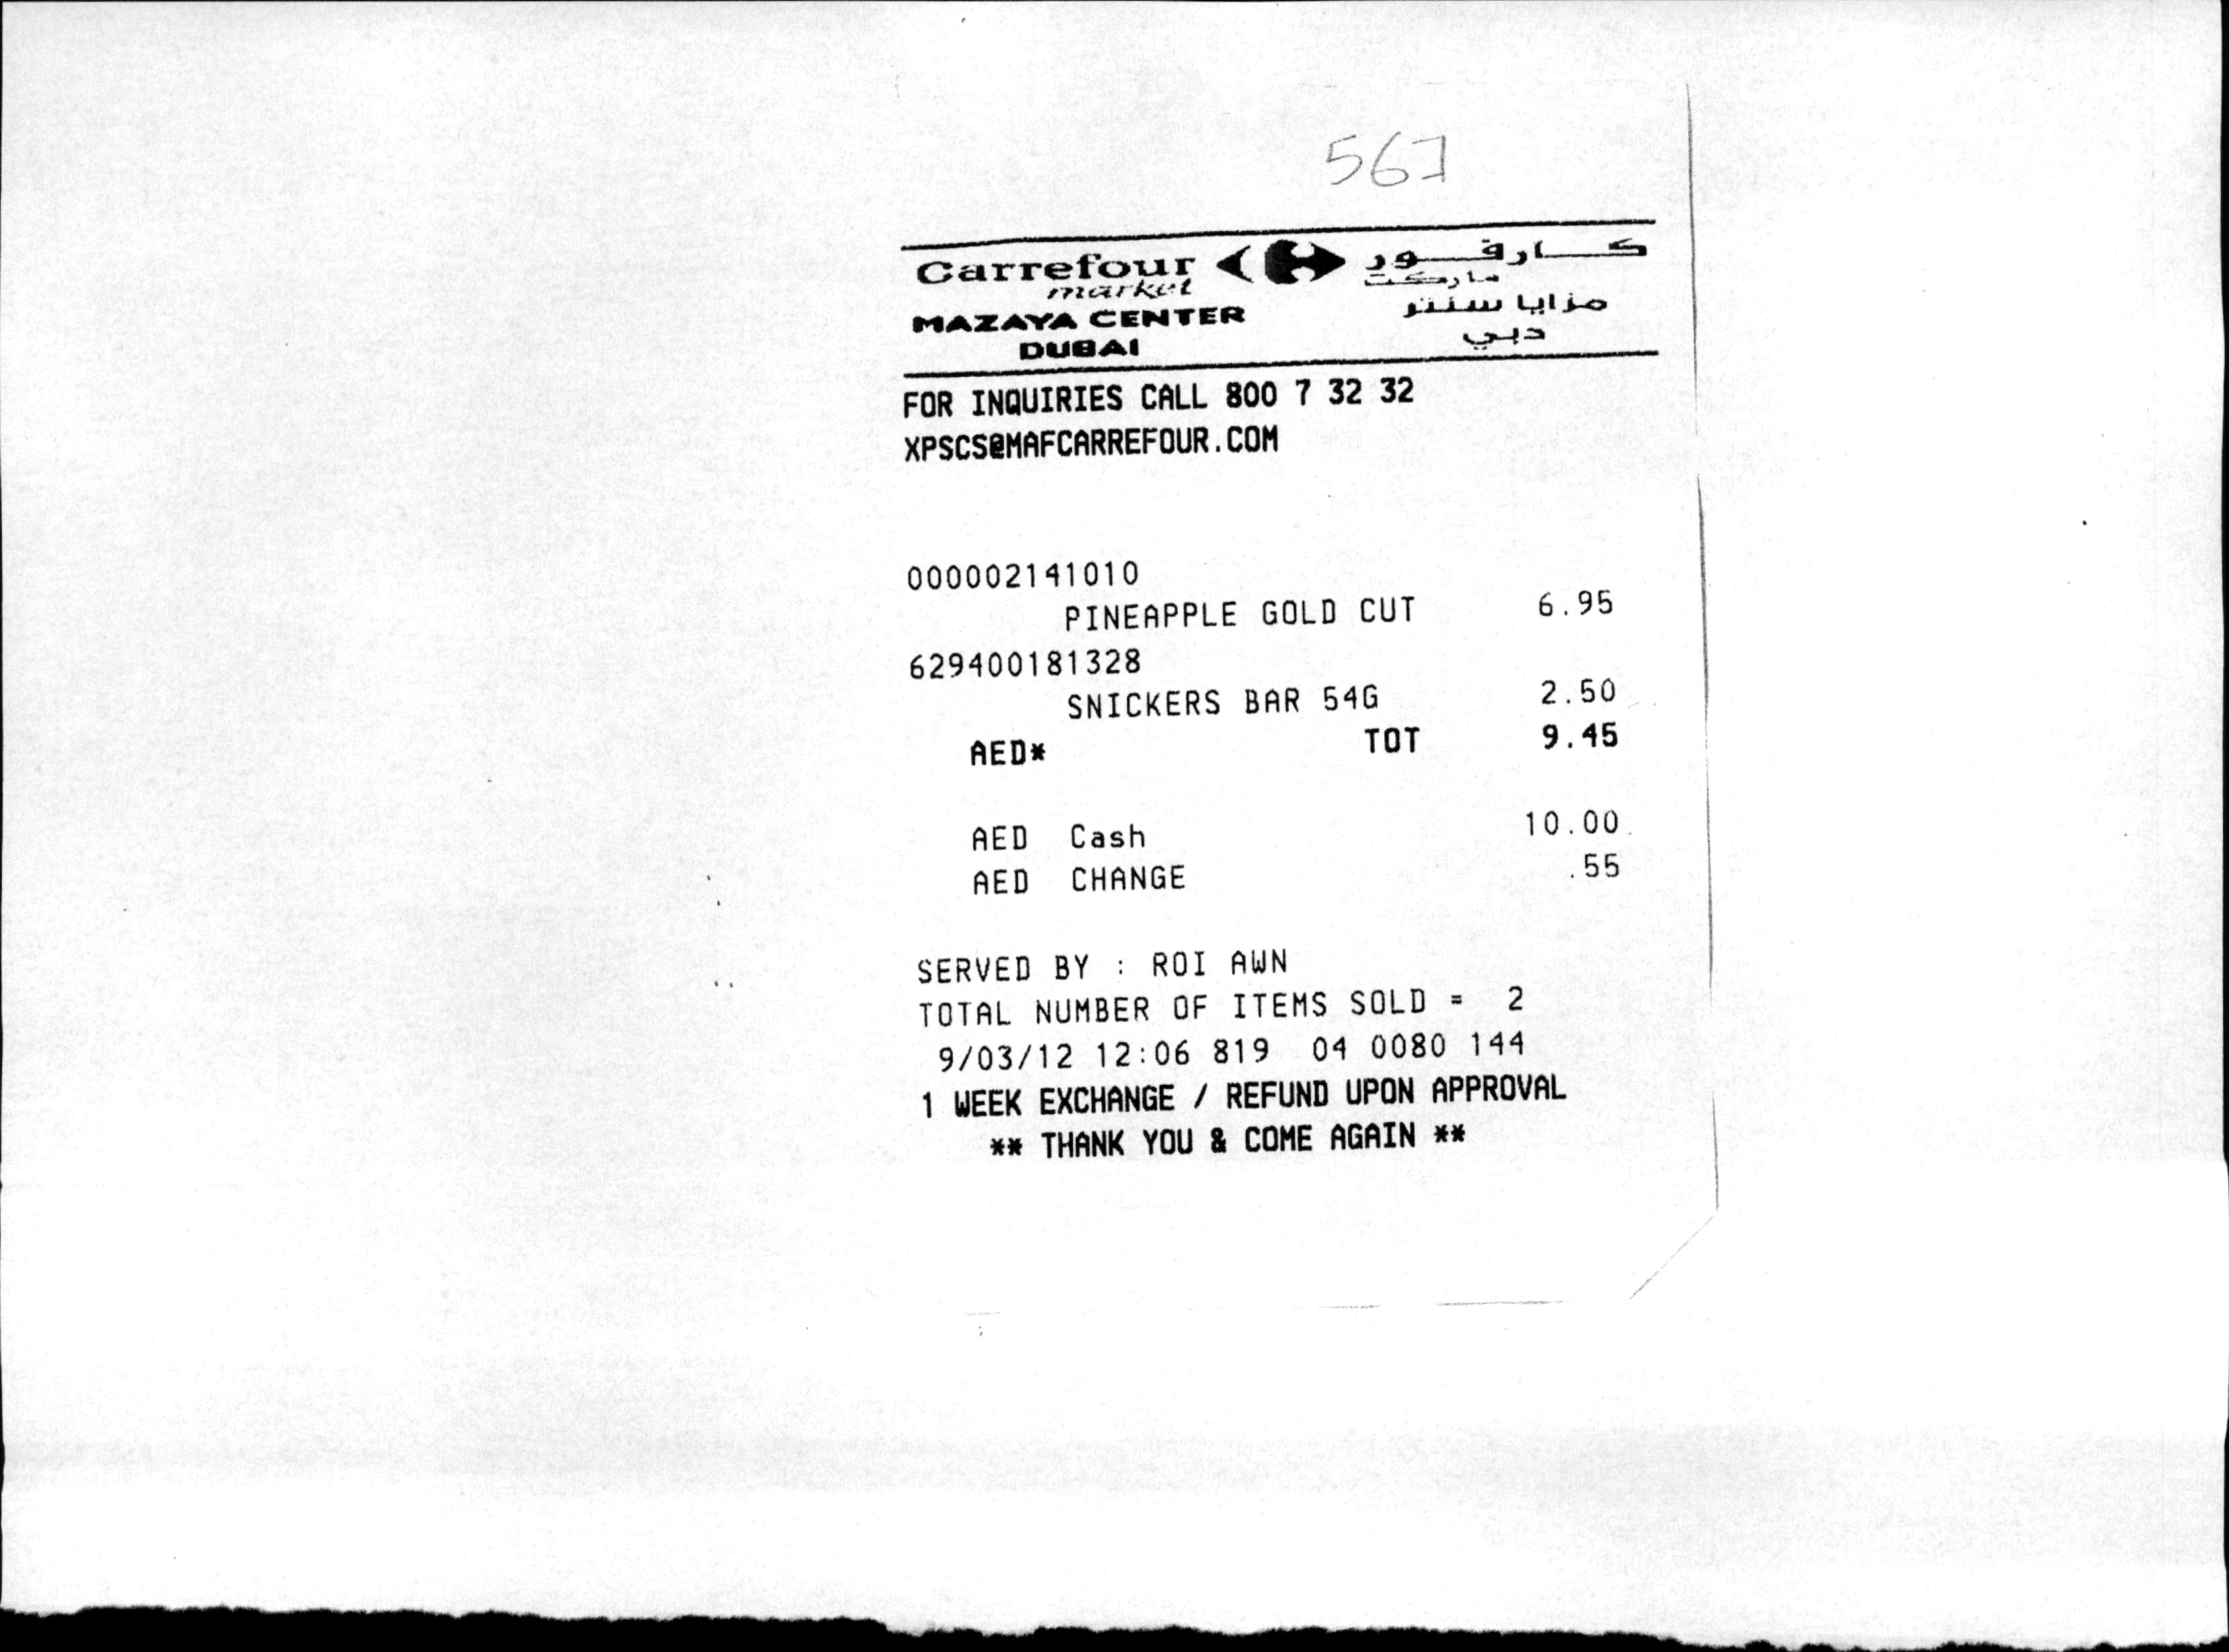 567
Carrefour
market
MAZAYA CENTER
DUBAI
كـــارفـــور
ماركت
مزايا سنتر
دبي
FOR INQUIRIES CALL 800 7 32 32
XPSCS@MAFCARREFOUR.COM
000002141010
PINEAPPLE GOLD CUT 6.95
629400181328
SNICKERS BAR 54G 2.50
AED* TOT 9.45
AED Cash 10.00
AED CHANGE .55
SERVED BY : ROI AWN
TOTAL NUMBER OF ITEMS SOLD = 2
9/03/12 12:06 819 04 0080 144
1 WEEK EXCHANGE / REFUND UPON APPROVAL
** THANK YOU & COME AGAIN **